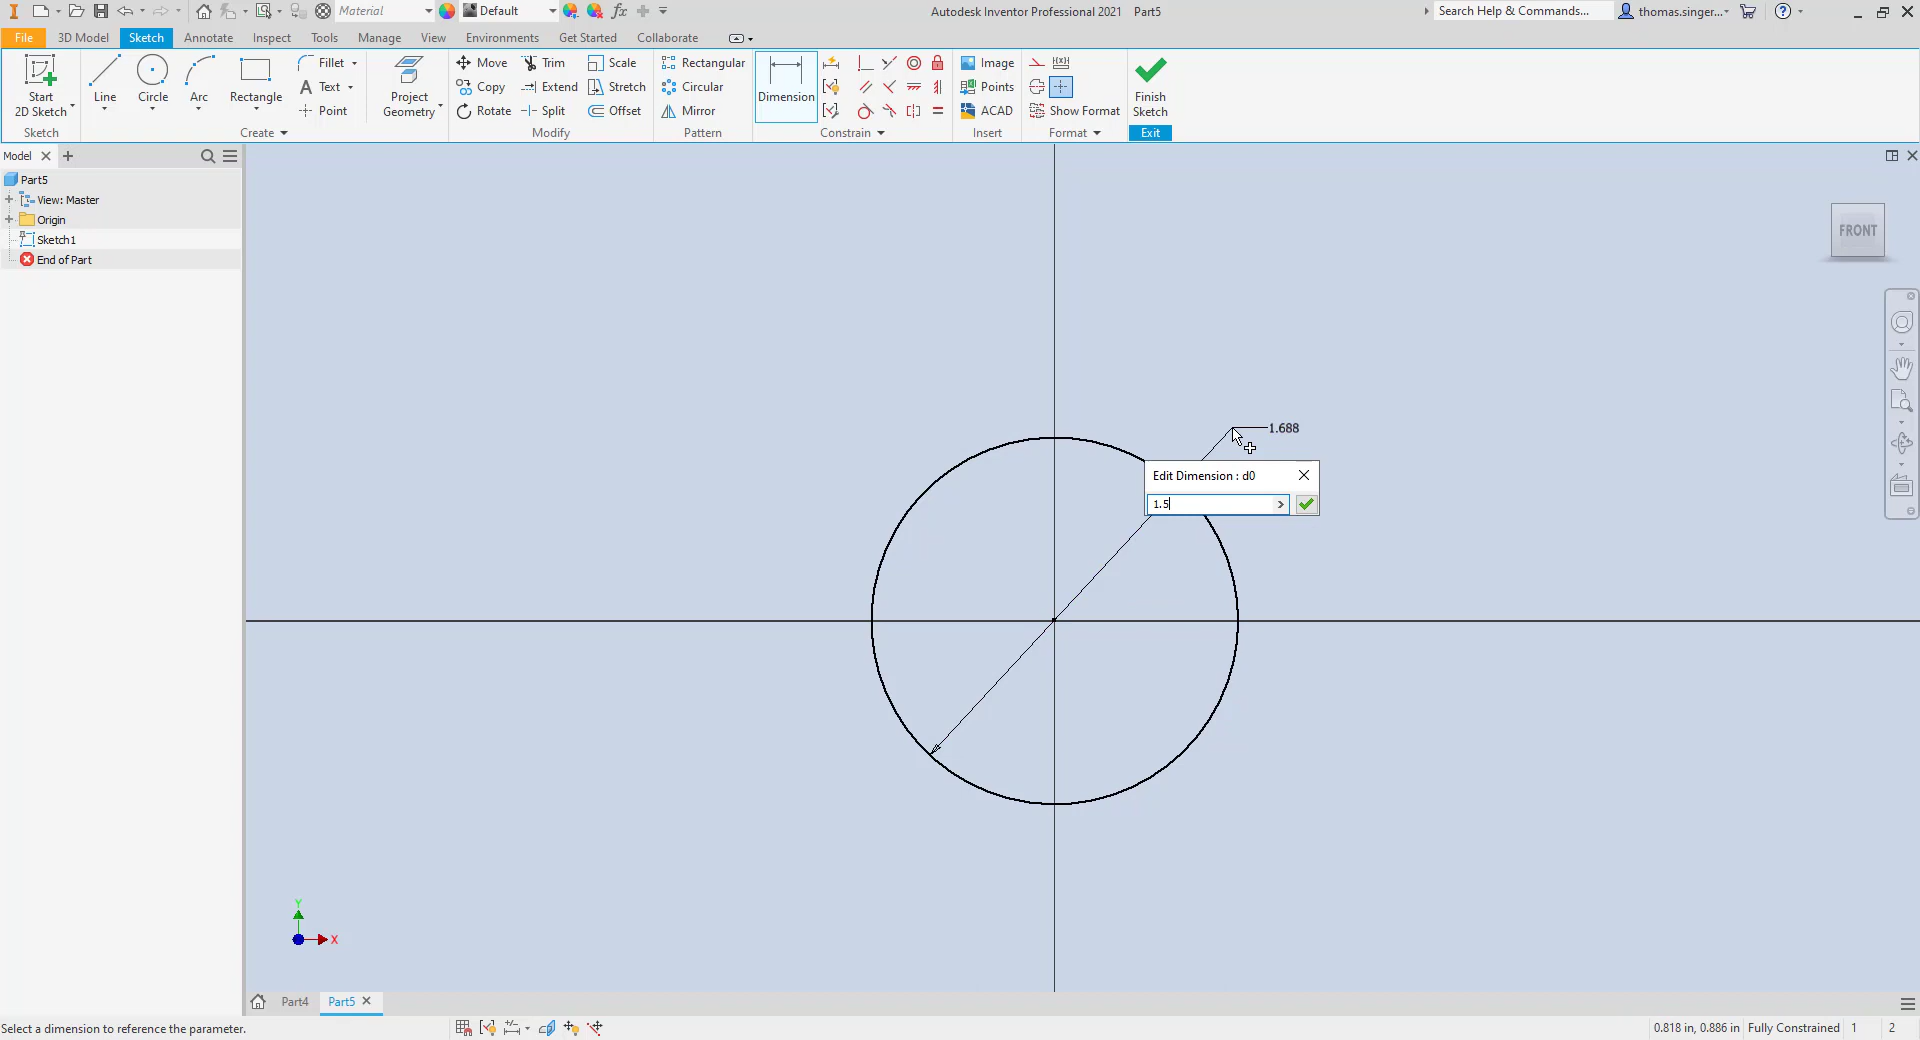 Material Default Autodesk Inventor Professional 2021 Part5 Search Help & Commands... thomas.singer...
File 3D Model Sketch Annotate Inspect Tools Manage View Environments Get Started Collaborate
Start
2D Sketch
Line
Circle
Arc
Rectangle
Fillet
Text
Point
Project
Geometry
Move
Copy
Rotate
Trim
Extend
Split
Scale
Stretch
Offset
Rectangular
Circular
Mirror
Dimension
Image
Points
ACAD
Show Format
Finish
Sketch
Sketch Create Modify Pattern Constrain Insert Format Exit
Model
Part5
View: Master
Origin
Sketch1
End of Part
FRONT
1.688
Edit Dimension : d0
1.5
Y
X
Part4 Part5
Select a dimension to reference the parameter. 0.818 in, 0.886 in Fully Constrained 1 2